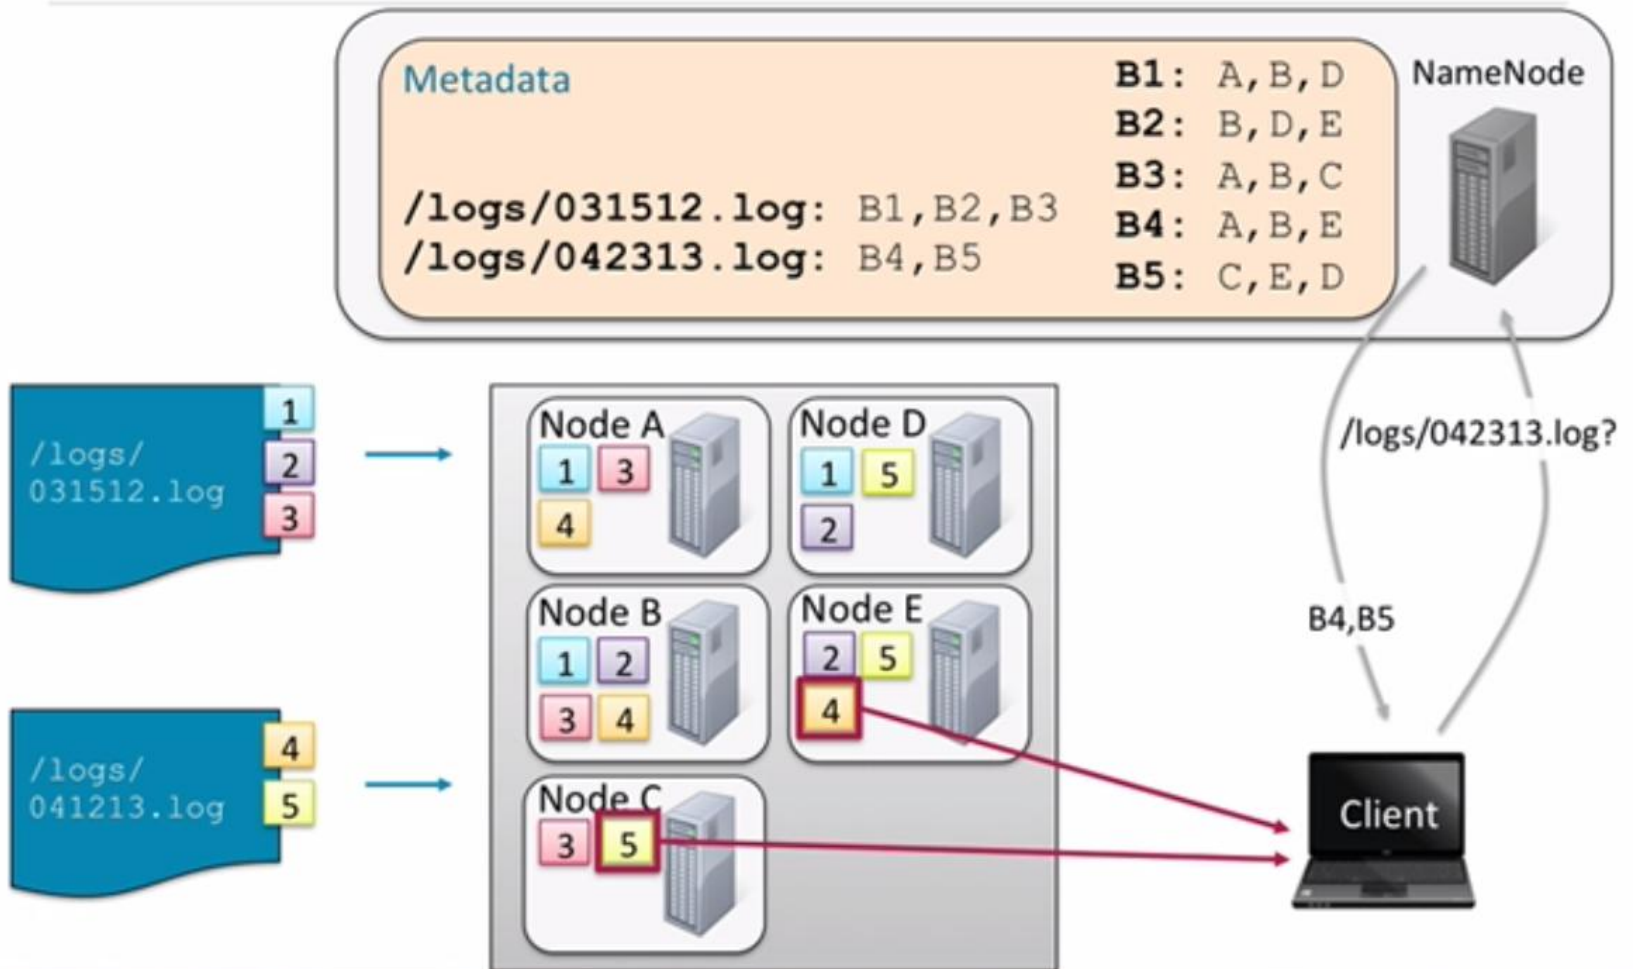 Metadata
/logs/031512.log: B1,B2,B3
/logs/042313.log: B4,B5
B1: A,B,D
B2: B,D,E
B3: A,B,C
B4: A,B,E
B5: C,E,D
NameNode
/logs/
031512.log
1
2
3
/logs/
041213.log
4
5
Node A
1 3
4
Node D
1 5
2
Node B
1 2
3 4
Node E
2 5
4
Node C
3 5
/logs/042313.log?
B4,B5
Client